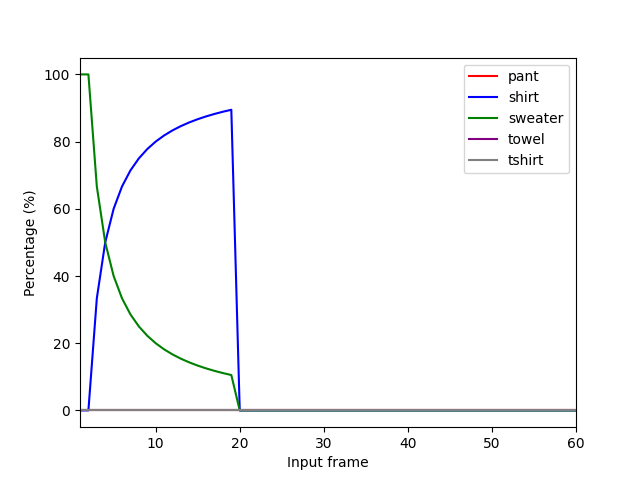 Percentage (%)
100
80
60
40
20
0
pant
shirt
sweater
towel
tshirt
10 20 30 40 50 60
Input frame